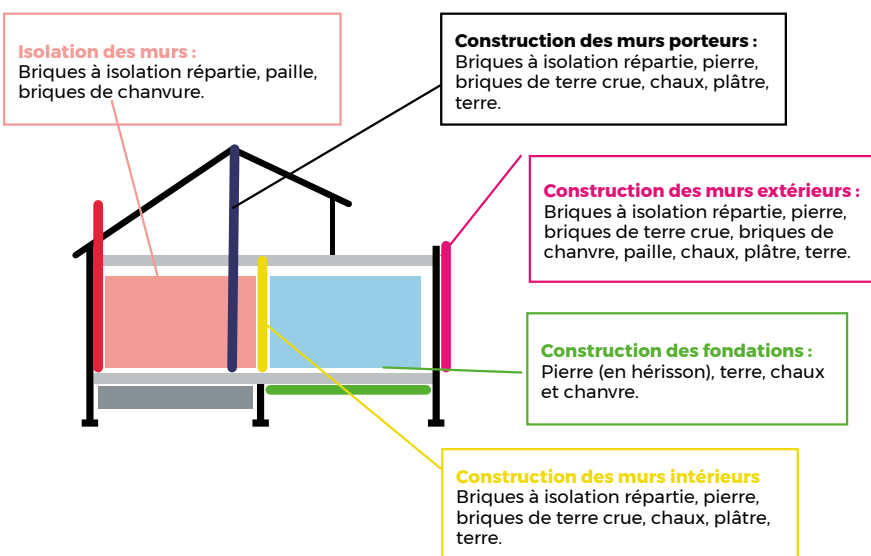 Isolation des murs :
Briques à isolation répartie, paille,
briques de chanvure.
Construction des murs porteurs :
Briques à isolation répartie, pierre,
briques de terre crue, chaux, plâtre,
terre.
Construction des murs extérieurs :
Briques à isolation répartie, pierre,
briques de terre crue, briques de
chanvre, paille, chaux, plâtre, terre.
Construction des fondations :
Pierre (en hérisson), terre, chaux
et chanvre.
Construction des murs intérieurs
Briques à isolation répartie, pierre,
briques de terre crue, chaux, plâtre,
terre.